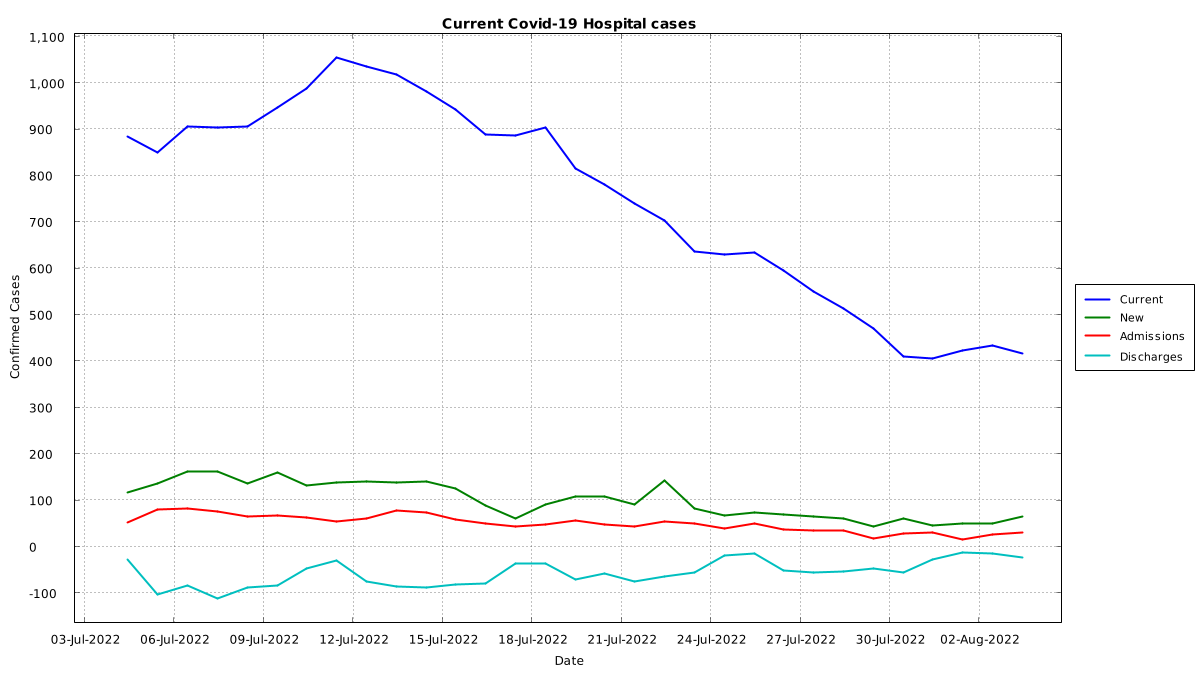 Current Covid-19 Hospital cases
1,100
1,000
900
800
700
600
500
400
300
200
100
0
-100
Confirmed Cases
03-Jul-2022 06-Jul-2022 09-Jul-2022 12-Jul-2022 15-Jul-2022 18-Jul-2022 21-Jul-2022 24-Jul-2022 27-Jul-2022 30-Jul-2022 02-Aug-2022
Date
Current
New
Admissions
Discharges